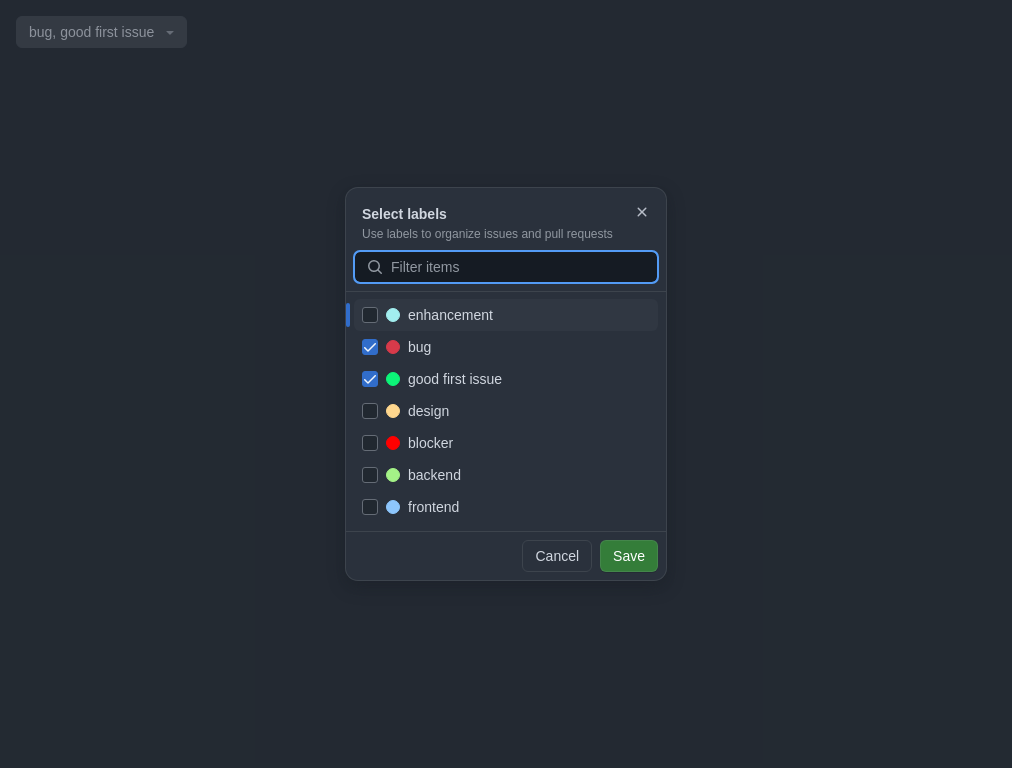 bug, good first issue
Select labels
Use labels to organize issues and pull requests
Filter items
enhancement
bug
good first issue
design
blocker
backend
frontend
Cancel
Save